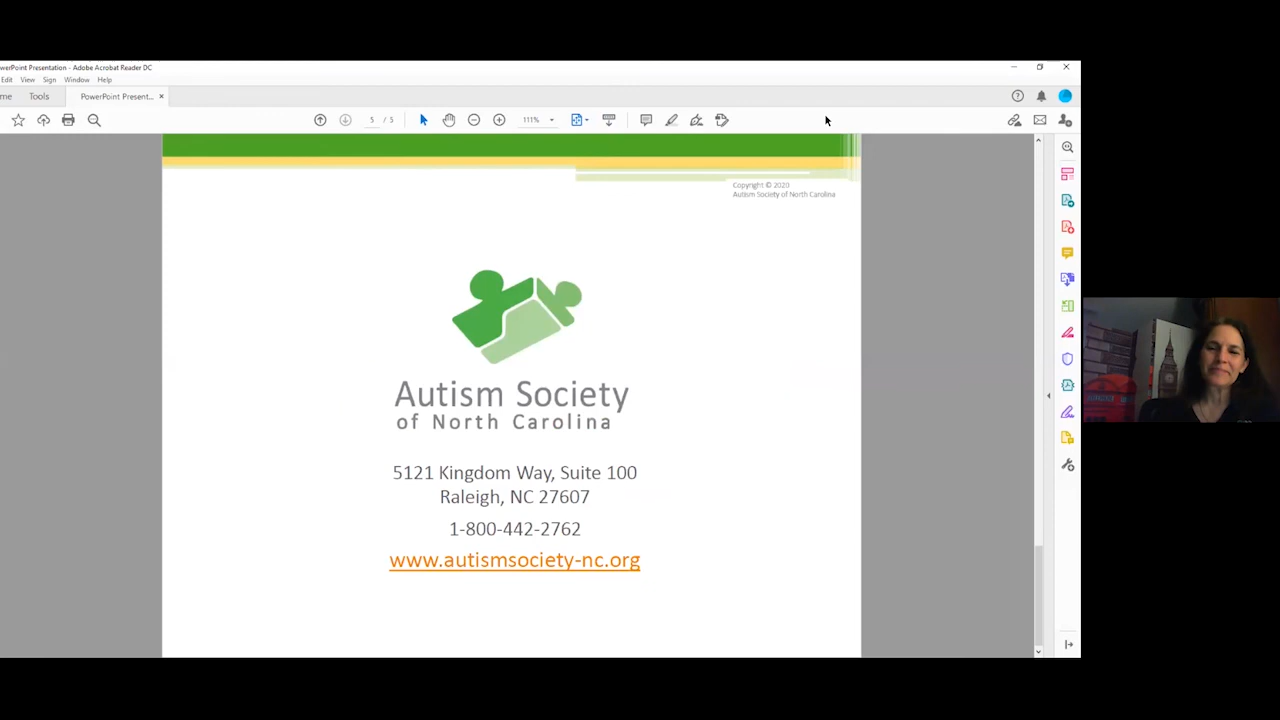 werPoint Presentation - Adobe Acrobat Reader DC
Edit View Sign Window Help
me Tools PowerPoint Present...
5 / 5 111%
Copyright © 2020
Autism Society of North Carolina
Autism Society
of North Carolina
5121 Kingdom Way, Suite 100
Raleigh, NC 27607
1-800-442-2762
www.autismsociety-nc.org